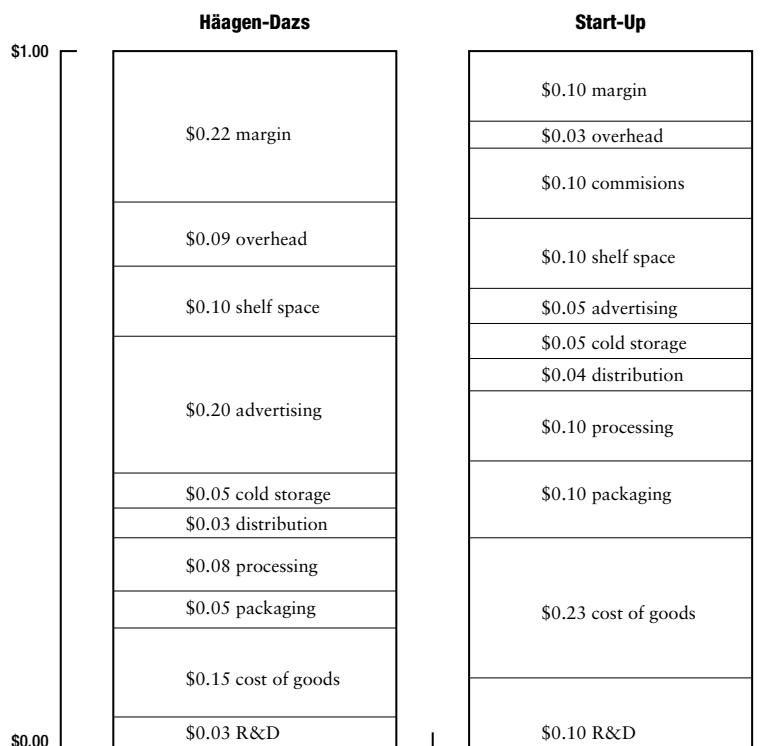 Häagen-Dazs
$1.00
$0.22 margin
$0.09 overhead
$0.10 shelf space
$0.20 advertising
$0.05 cold storage
$0.03 distribution
$0.08 processing
$0.05 packaging
$0.15 cost of goods
$0.03 R&D
$0.00
Start-Up
$0.10 margin
$0.03 overhead
$0.10 commisions
$0.10 shelf space
$0.05 advertising
$0.05 cold storage
$0.04 distribution
$0.10 processing
$0.10 packaging
$0.23 cost of goods
$0.10 R&D